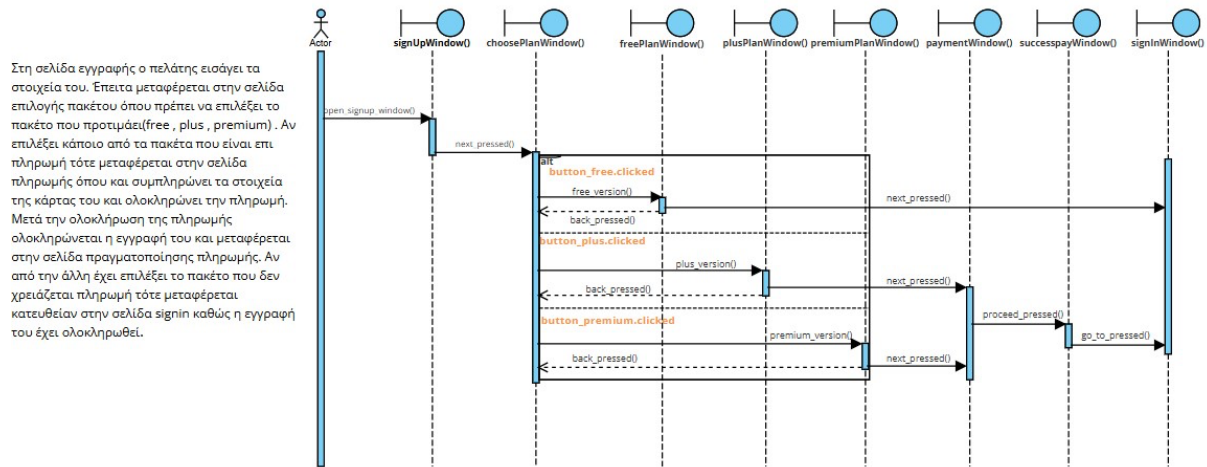 Actor
signUpWindow()
choosePlanWindow()
freePlanWindow()
plusPlanWindow()
premiumPlanWindow()
paymentWindow()
successpayWindow()
signInWindow()
Στη σελίδα εγγραφής ο πελάτης εισάγει τα
στοιχεία του. Έπειτα μεταφέρεται στην σελίδα
επιλογής πακέτου όπου πρέπει να επιλέξει το
πακέτο που προτιμάει(free , plus , premium) . Αν
επιλέξει κάποιο από τα πακέτα που είναι επι
πληρωμή τότε μεταφέρεται στην σελίδα
πληρωμής όπου και συμπληρώνει τα στοιχεία
της κάρτας του και ολοκληρώνει την πληρωμή.
Μετά την ολοκλήρωση της πληρωμής
ολοκληρώνεται η εγγραφή του και μεταφέρεται
στην σελίδα πραγματοποίησης πληρωμής. Αν
από την άλλη έχει επιλέξει το πακέτο που δεν
χρειάζεται πληρωμή τότε μεταφέρεται
κατευθείαν στην σελίδα signin καθώς η εγγραφή
του έχει ολοκληρωθεί.
open_signup_window()
next_pressed()
alt
button_free.clicked
free_version()
next_pressed()
back_pressed()
button_plus.clicked
plus_version()
next_pressed()
back_pressed()
button_premium.clicked
proceed_pressed()
premium_version()
go_to_pressed()
back_pressed()
next_pressed()